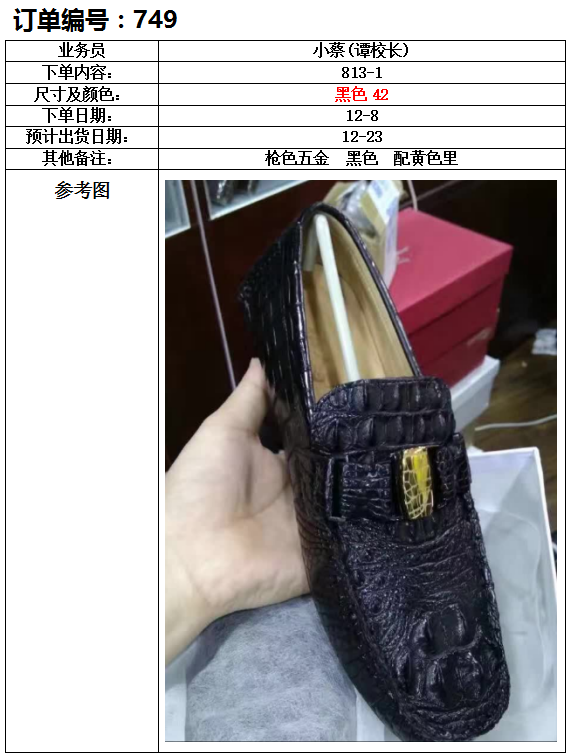 订单编号：749
业务员 小蔡(谭校长)
下单内容： 813-1
尺寸及颜色： 黑色 42
下单日期： 12-8
预计出货日期： 12-23
其他备注： 枪色五金 黑色 配黄色里
参考图